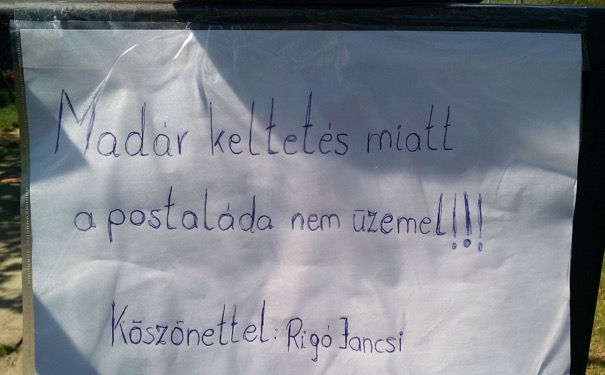 Madár keltetés miatt
a postaláda nem üzemel!!!
Köszönettel: Rigó Jancsi